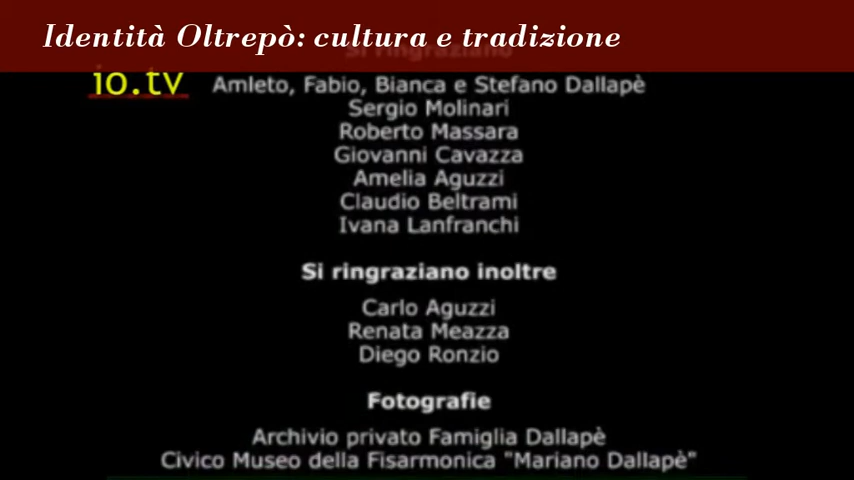 Identità Oltrepò: cultura e tradizione
Si ringraziano
io.tv
Amleto, Fabio, Bianca e Stefano Dallapè
Sergio Molinari
Roberto Massara
Giovanni Cavazza
Amelia Aguzzi
Claudio Beltrami
Ivana Lanfranchi
Si ringraziano inoltre
Carlo Aguzzi
Renata Meazza
Diego Ronzio
Fotografie
Archivio privato Famiglia Dallapè
Civico Museo della Fisarmonica "Mariano Dallapè"